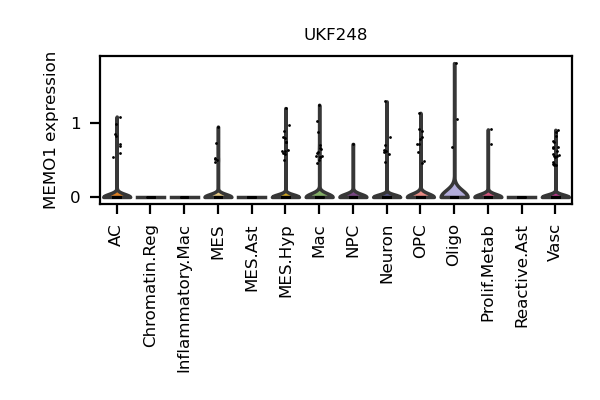 UKF248
MEMO1 expression
1
0
AC
Chromatin.Reg
Inflammatory.Mac
MES
MES.Ast
MES.Hyp
Mac
NPC
Neuron
OPC
Oligo
Prolif.Metab
Reactive.Ast
Vasc